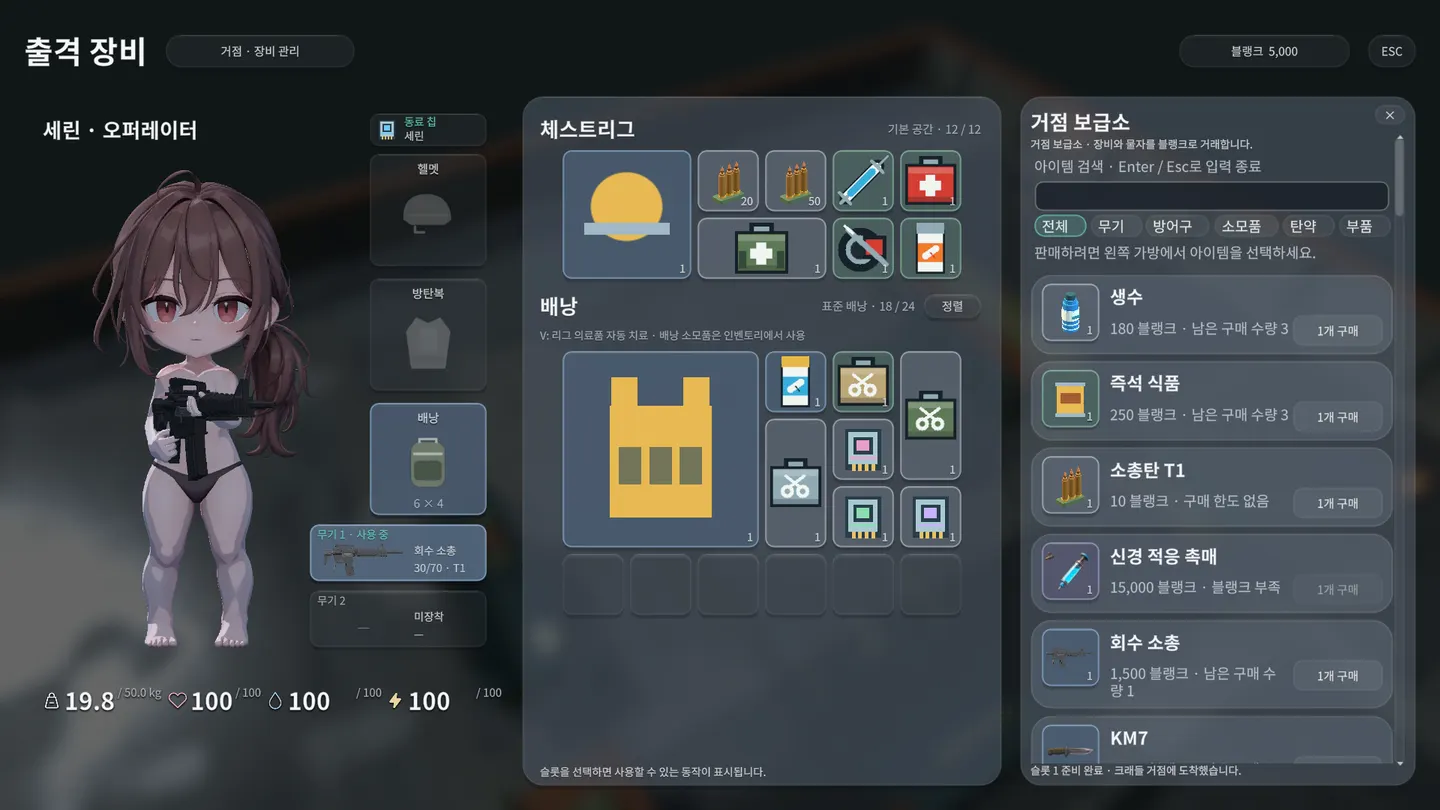 출격 장비
거점 · 장비 관리
블랭크 5,000
ESC
세린 · 오퍼레이터
동료 칩
세린
헬멧
방탄복
배낭
6 × 4
무기 1 · 사용 중
회수 소총
30/70 · T1
무기 2
미장착
—
—
19.8 / 50.0 kg
100 / 100
100 / 100
100 / 100
체스트리그
기본 공간 · 12 / 12
1
20
50
1
1
1
1
1
배낭
표준 배낭 · 18 / 24
정렬
V: 리그 의료품 자동 치료 · 배낭 소모품은 인벤토리에서 사용
1
1
1
1
1
1
1
1
슬롯을 선택하면 사용할 수 있는 동작이 표시됩니다.
거점 보급소
거점 보급소 · 장비와 물자를 블랭크로 거래합니다.
아이템 검색 · Enter / Esc로 입력 종료
전체 무기 방어구 소모품 탄약 부품
판매하려면 왼쪽 가방에서 아이템을 선택하세요.
1
생수
180 블랭크 · 남은 구매 수량 3
1개 구매
1
즉석 식품
250 블랭크 · 남은 구매 수량 3
1개 구매
1
소총탄 T1
10 블랭크 · 구매 한도 없음
1개 구매
1
신경 적응 촉매
15,000 블랭크 · 블랭크 부족
1개 구매
1
회수 소총
1,500 블랭크 · 남은 구매 수
량 1
1개 구매
KM7
슬롯 1 준비 완료 · 크래들 거점에 도착했습니다.